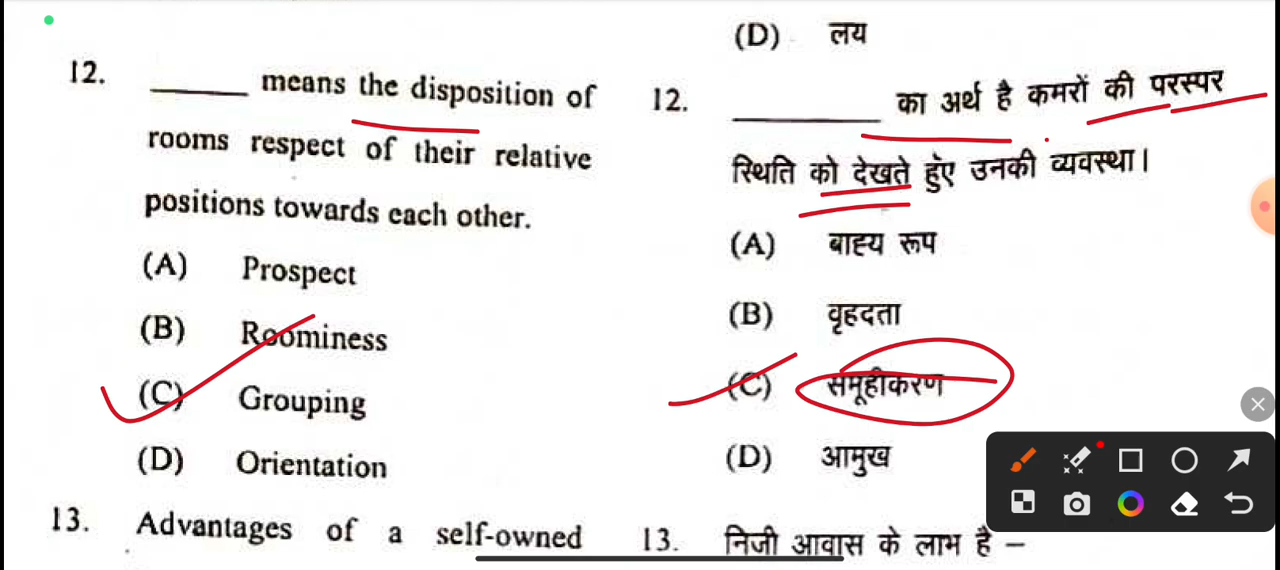 12. _____ means the disposition of
rooms respect of their relative
positions towards each other.
(A) Prospect
(B) Roominess
(C) Grouping
(D) Orientation
13. Advantages of a self-owned
(D) लय
12. _____ का अर्थ है कमरों की परस्पर
स्थिति को देखते हुए उनकी व्यवस्था।
(A) बाह्य रूप
(B) वृहदता
(C) समूहीकरण
(D) आमुख
13. निजी आवास के लाभ है –